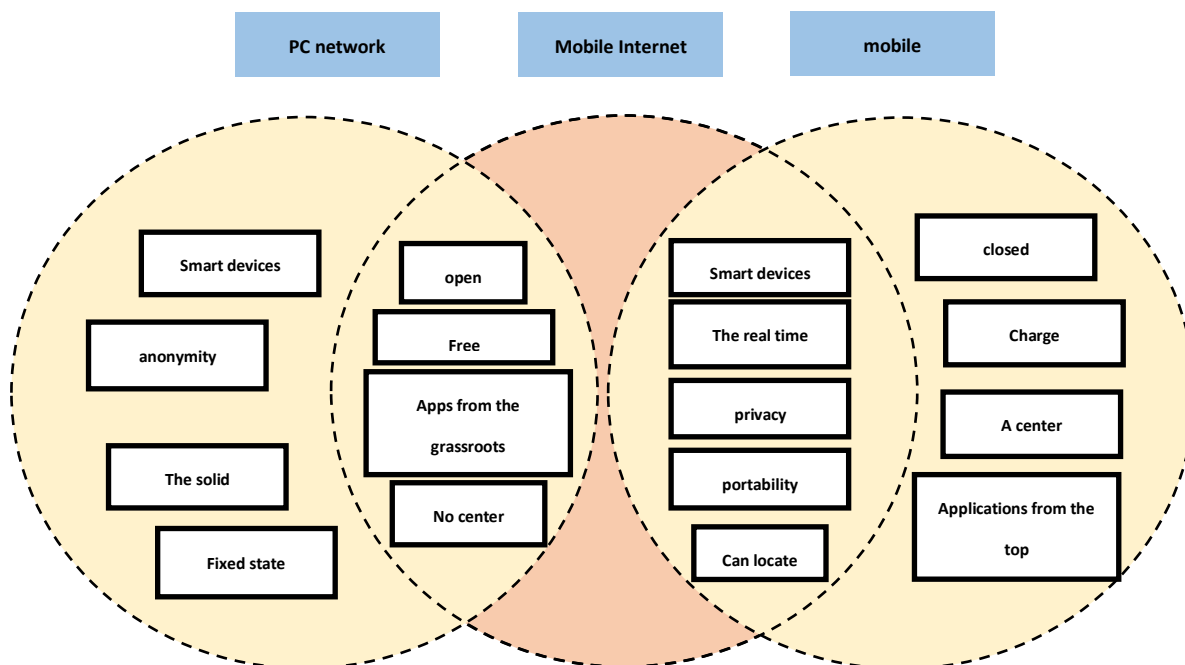 PC network
Mobile Internet
mobile
Smart devices
anonymity
The solid
Fixed state
open
Free
Apps from the
grassroots
No center
Smart devices
The real time
privacy
portability
Can locate
closed
Charge
A center
Applications from the
top